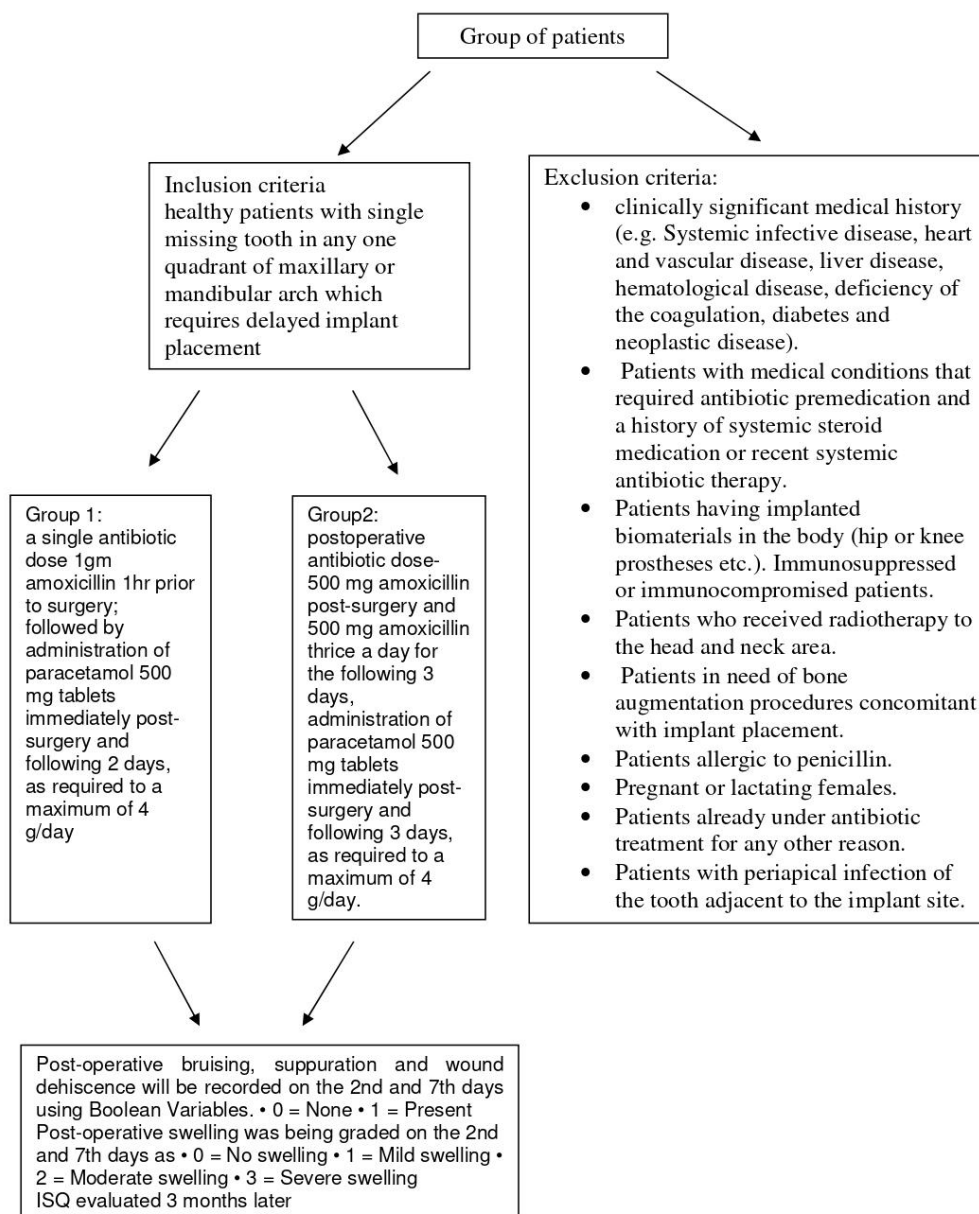 Group of patients
Inclusion criteria
healthy patients with single
missing tooth in any one
quadrant of maxillary or
mandibular arch which
requires delayed implant
placement
Exclusion criteria:
• clinically significant medical history
(e.g. Systemic infective disease, heart
and vascular disease, liver disease,
hematological disease, deficiency of
the coagulation, diabetes and
neoplastic disease).
• Patients with medical conditions that
required antibiotic premedication and
a history of systemic steroid
medication or recent systemic
antibiotic therapy.
• Patients having implanted
biomaterials in the body (hip or knee
prostheses etc.). Immunosuppressed
or immunocompromised patients.
• Patients who received radiotherapy to
the head and neck area.
• Patients in need of bone
augmentation procedures concomitant
with implant placement.
• Patients allergic to penicillin.
• Pregnant or lactating females.
• Patients already under antibiotic
treatment for any other reason.
• Patients with periapical infection of
the tooth adjacent to the implant site.
Group 1:
a single antibiotic
dose 1gm
amoxicillin 1hr prior
to surgery;
followed by
administration of
paracetamol 500
mg tablets
immediately post-
surgery and
following 2 days,
as required to a
maximum of 4
g/day
Group2:
postoperative
antibiotic dose-
500 mg amoxicillin
post-surgery and
500 mg amoxicillin
thrice a day for
the following 3
days,
administration of
paracetamol 500
mg tablets
immediately post-
surgery and
following 3 days,
as required to a
maximum of 4
g/day.
Post-operative bruising, suppuration and wound
dehiscence will be recorded on the 2nd and 7th days
using Boolean Variables. • 0 = None • 1 = Present
Post-operative swelling was being graded on the 2nd
and 7th days as • 0 = No swelling • 1 = Mild swelling •
2 = Moderate swelling • 3 = Severe swelling
ISQ evaluated 3 months later